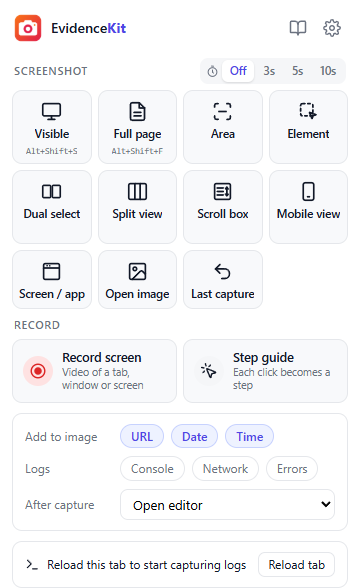 EvidenceKit
SCREENSHOT
Off 3s 5s 10s
Visible
Alt+Shift+S
Full page
Alt+Shift+F
Area
Element
Dual select
Split view
Scroll box
Mobile view
Screen / app
Open image
Last capture
RECORD
Record screen
Video of a tab,
window or screen
Step guide
Each click becomes a
step
Add to image URL Date Time
Logs Console Network Errors
After capture Open editor
Reload this tab to start capturing logs Reload tab